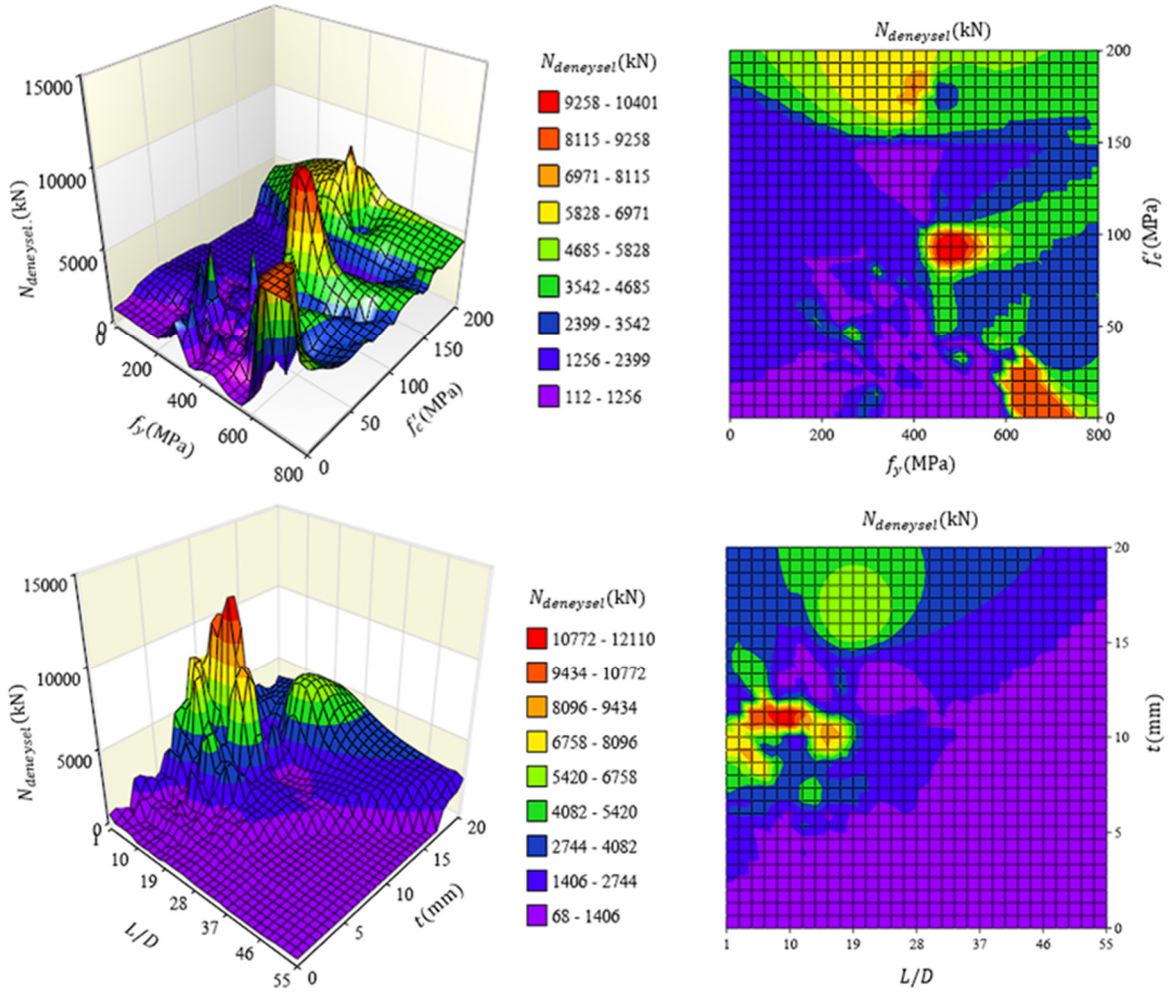 15000
10000
5000
0
N_deneysel.(kN)
0
200
400
600
800
f_y(MPa)
0
50
100
150
200
f'_c(MPa)
N_deneysel(kN)
9258 - 10401
8115 - 9258
6971 - 8115
5828 - 6971
4685 - 5828
3542 - 4685
2399 - 3542
1256 - 2399
112 - 1256
N_deneysel(kN)
200
150
100
50
0
f'_c(MPa)
0 200 400 600 800
f_y(MPa)
15000
10000
5000
0
N_deneysel(kN)
1
10
19
28
37
46
55
L/D
0
5
10
15
20
t(mm)
N_deneysel(kN)
10772 - 12110
9434 - 10772
8096 - 9434
6758 - 8096
5420 - 6758
4082 - 5420
2744 - 4082
1406 - 2744
68 - 1406
N_deneysel(kN)
20
15
10
5
0
t(mm)
1 10 19 28 37 46 55
L/D